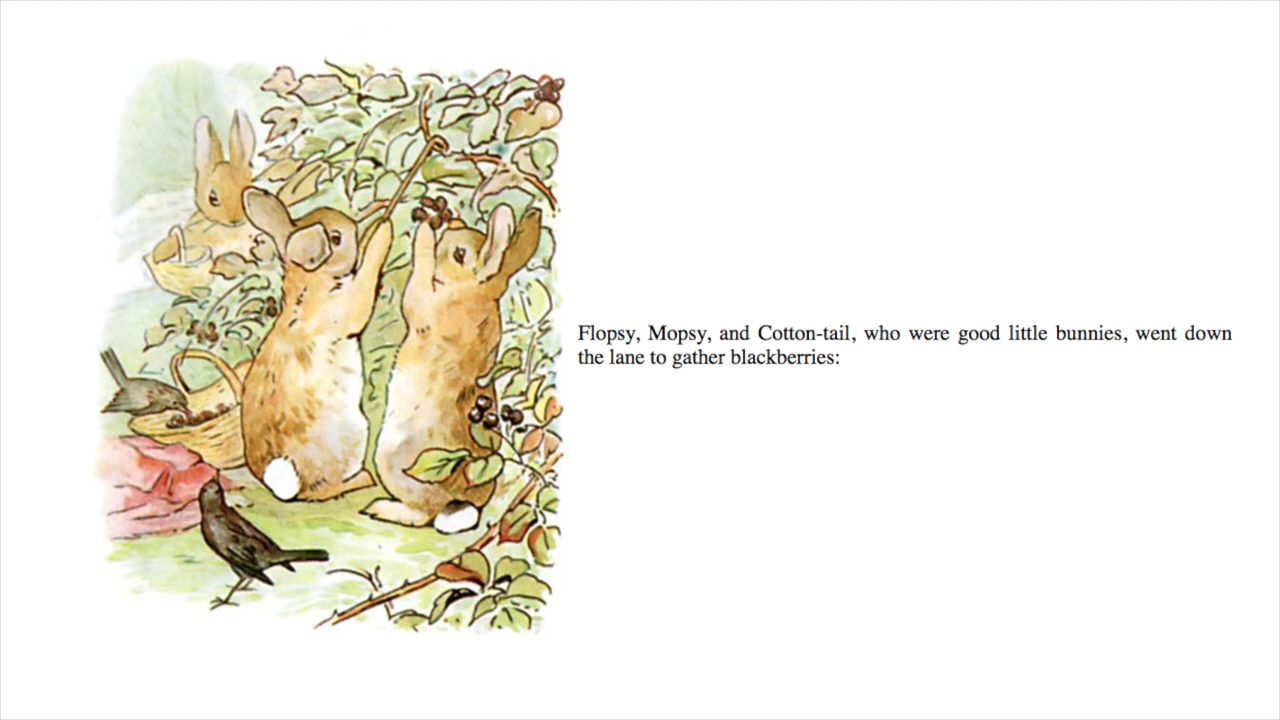 Flopsy, Mopsy, and Cotton-tail, who were good little bunnies, went down
the lane to gather blackberries: